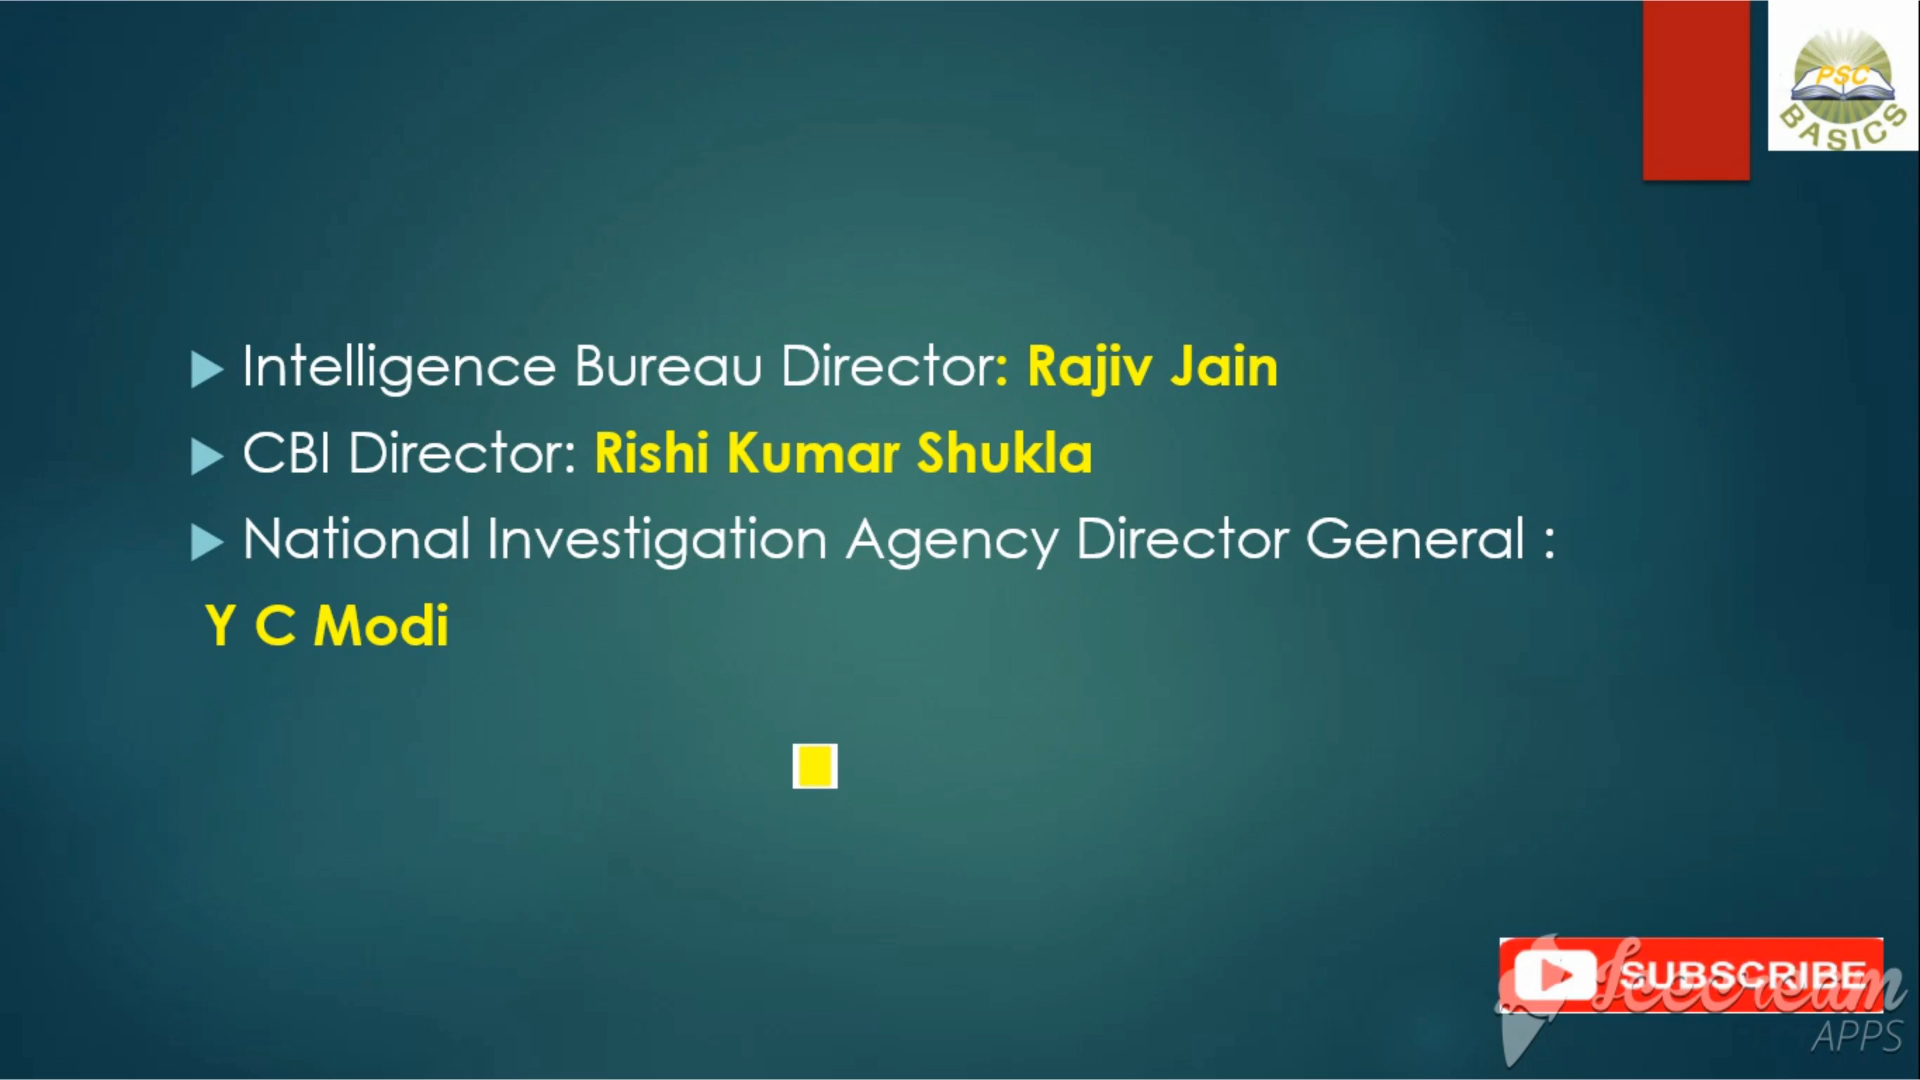 PSC
BASICS
Intelligence Bureau Director: Rajiv Jain
CBI Director: Rishi Kumar Shukla
National Investigation Agency Director General :
Y C Modi
SUBSCRIBE
Icecream
APPS